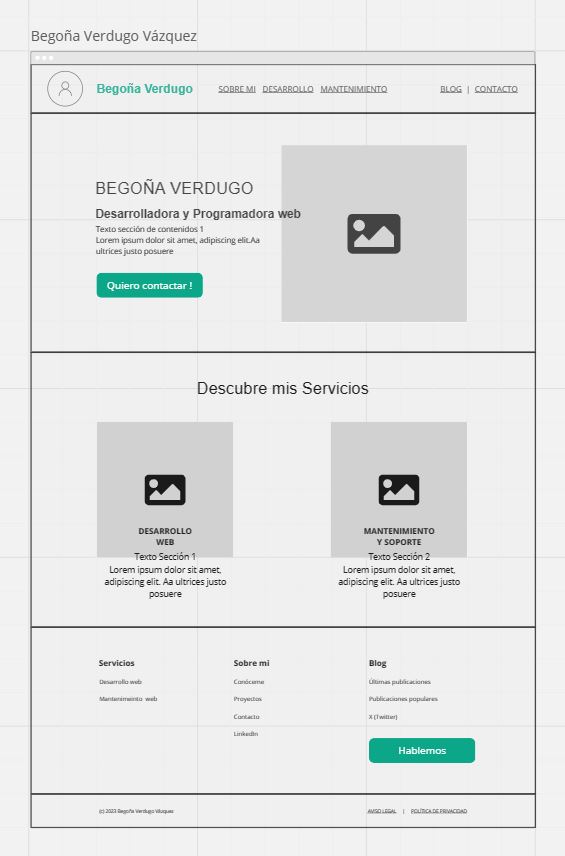 Begoña Verdugo Vázquez
Begoña Verdugo
SOBRE MI DESARROLLO MANTENIMIENTO
BLOG | CONTACTO
BEGOÑA VERDUGO
Desarrolladora y Programadora web
Texto sección de contenidos 1
Lorem ipsum dolor sit amet, adipiscing elit.Aa
ultrices justo posuere
Quiero contactar !
Descubre mis Servicios
DESARROLLO
WEB
Texto Sección 1
Lorem ipsum dolor sit amet,
adipiscing elit. Aa ultrices justo
posuere
MANTENIMIENTO
Y SOPORTE
Texto Sección 2
Lorem ipsum dolor sit amet,
adipiscing elit. Aa ultrices justo
posuere
Servicios
Desarrollo web
Mantenimeinto web
Sobre mi
Conóceme
Proyectos
Contacto
LinkedIn
Blog
Últimas publicaciones
Publicaciones populares
X (Twitter)
Hablemos
(c) 2023 Begoña Verdugo Vázquez
AVISO LEGAL | POLÍTICA DE PRIVACIDAD